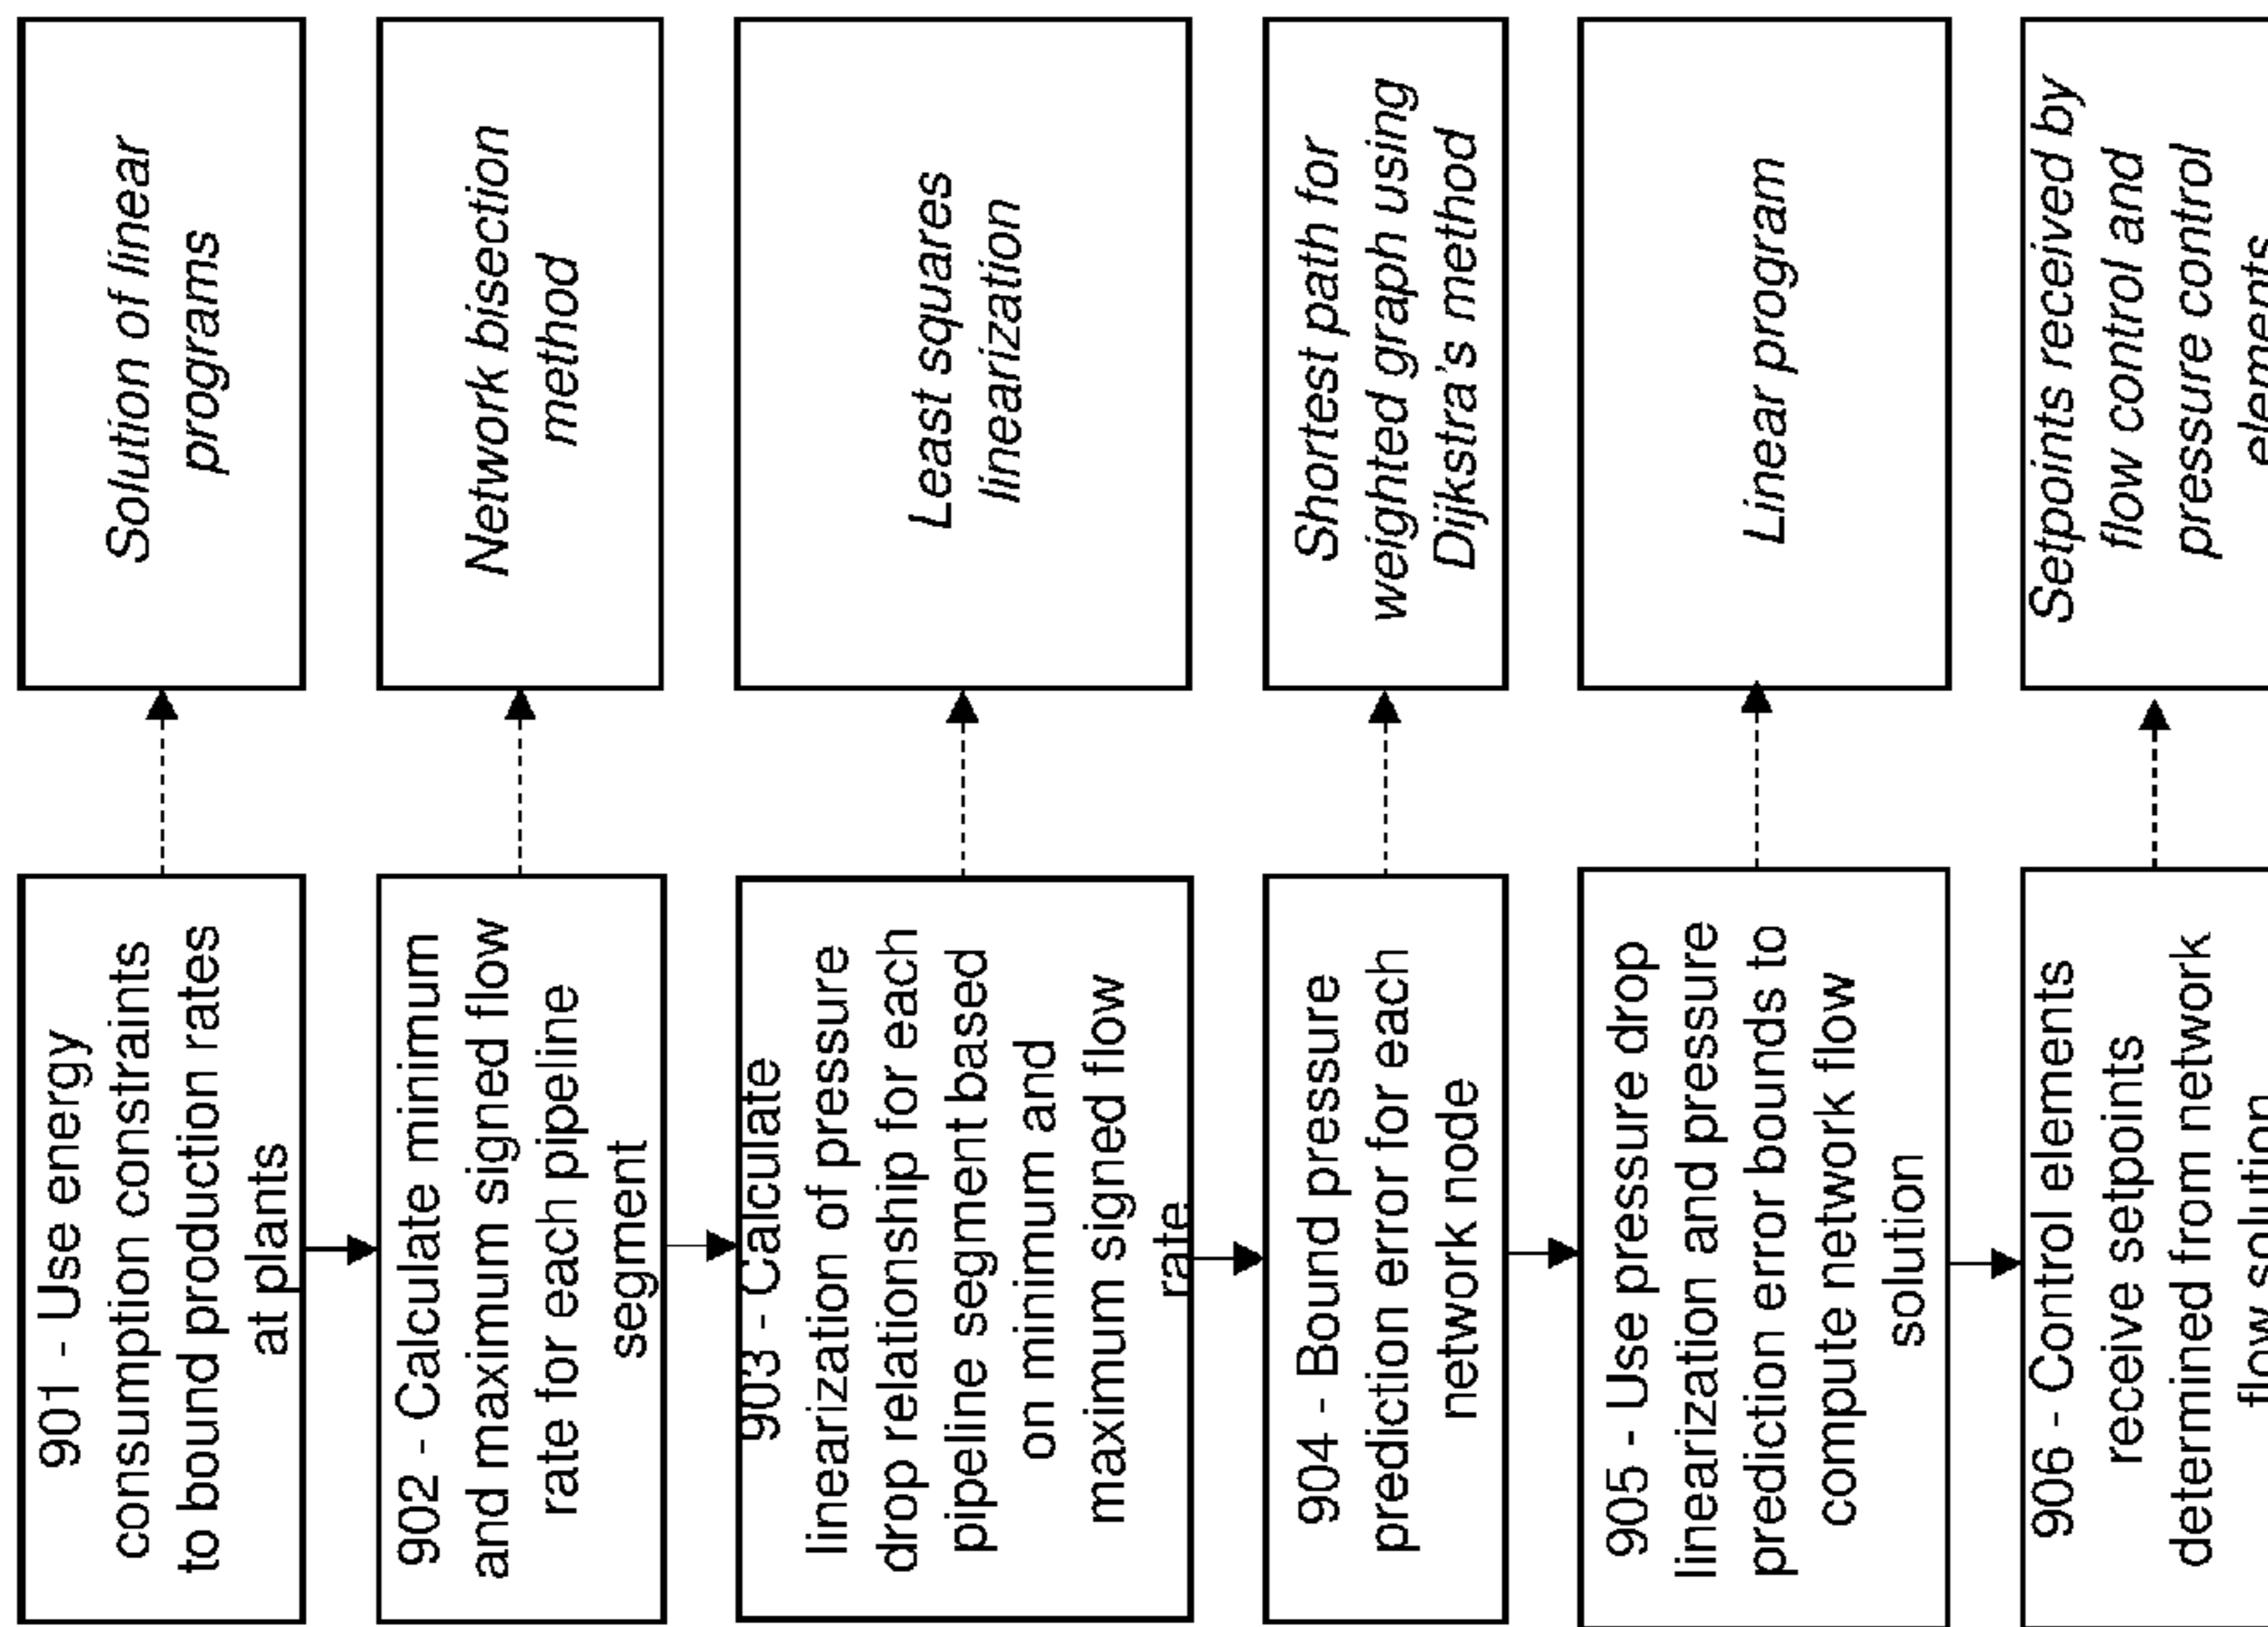 901 - Use energy
consumption constraints
to bound production rates
at plants
Solution of linear
programs
902 - Calculate minimum
and maximum signed flow
rate for each pipeline
segment
Network bisection
method
903 - Calculate
linearization of pressure
drop relationship for each
pipeline segment based
on minimum and
maximum signed flow
rate
Least squares
linearization
904 - Bound pressure
prediction error for each
network node
Shortest path for
weighted graph using
Dijkstra's method
905 - Use pressure drop
linearization and pressure
prediction error bounds to
compute network flow
solution
Linear program
906 - Control elements
receive setpoints
determined from network
flow solution
Setpoints received by
flow control and
pressure control
elements